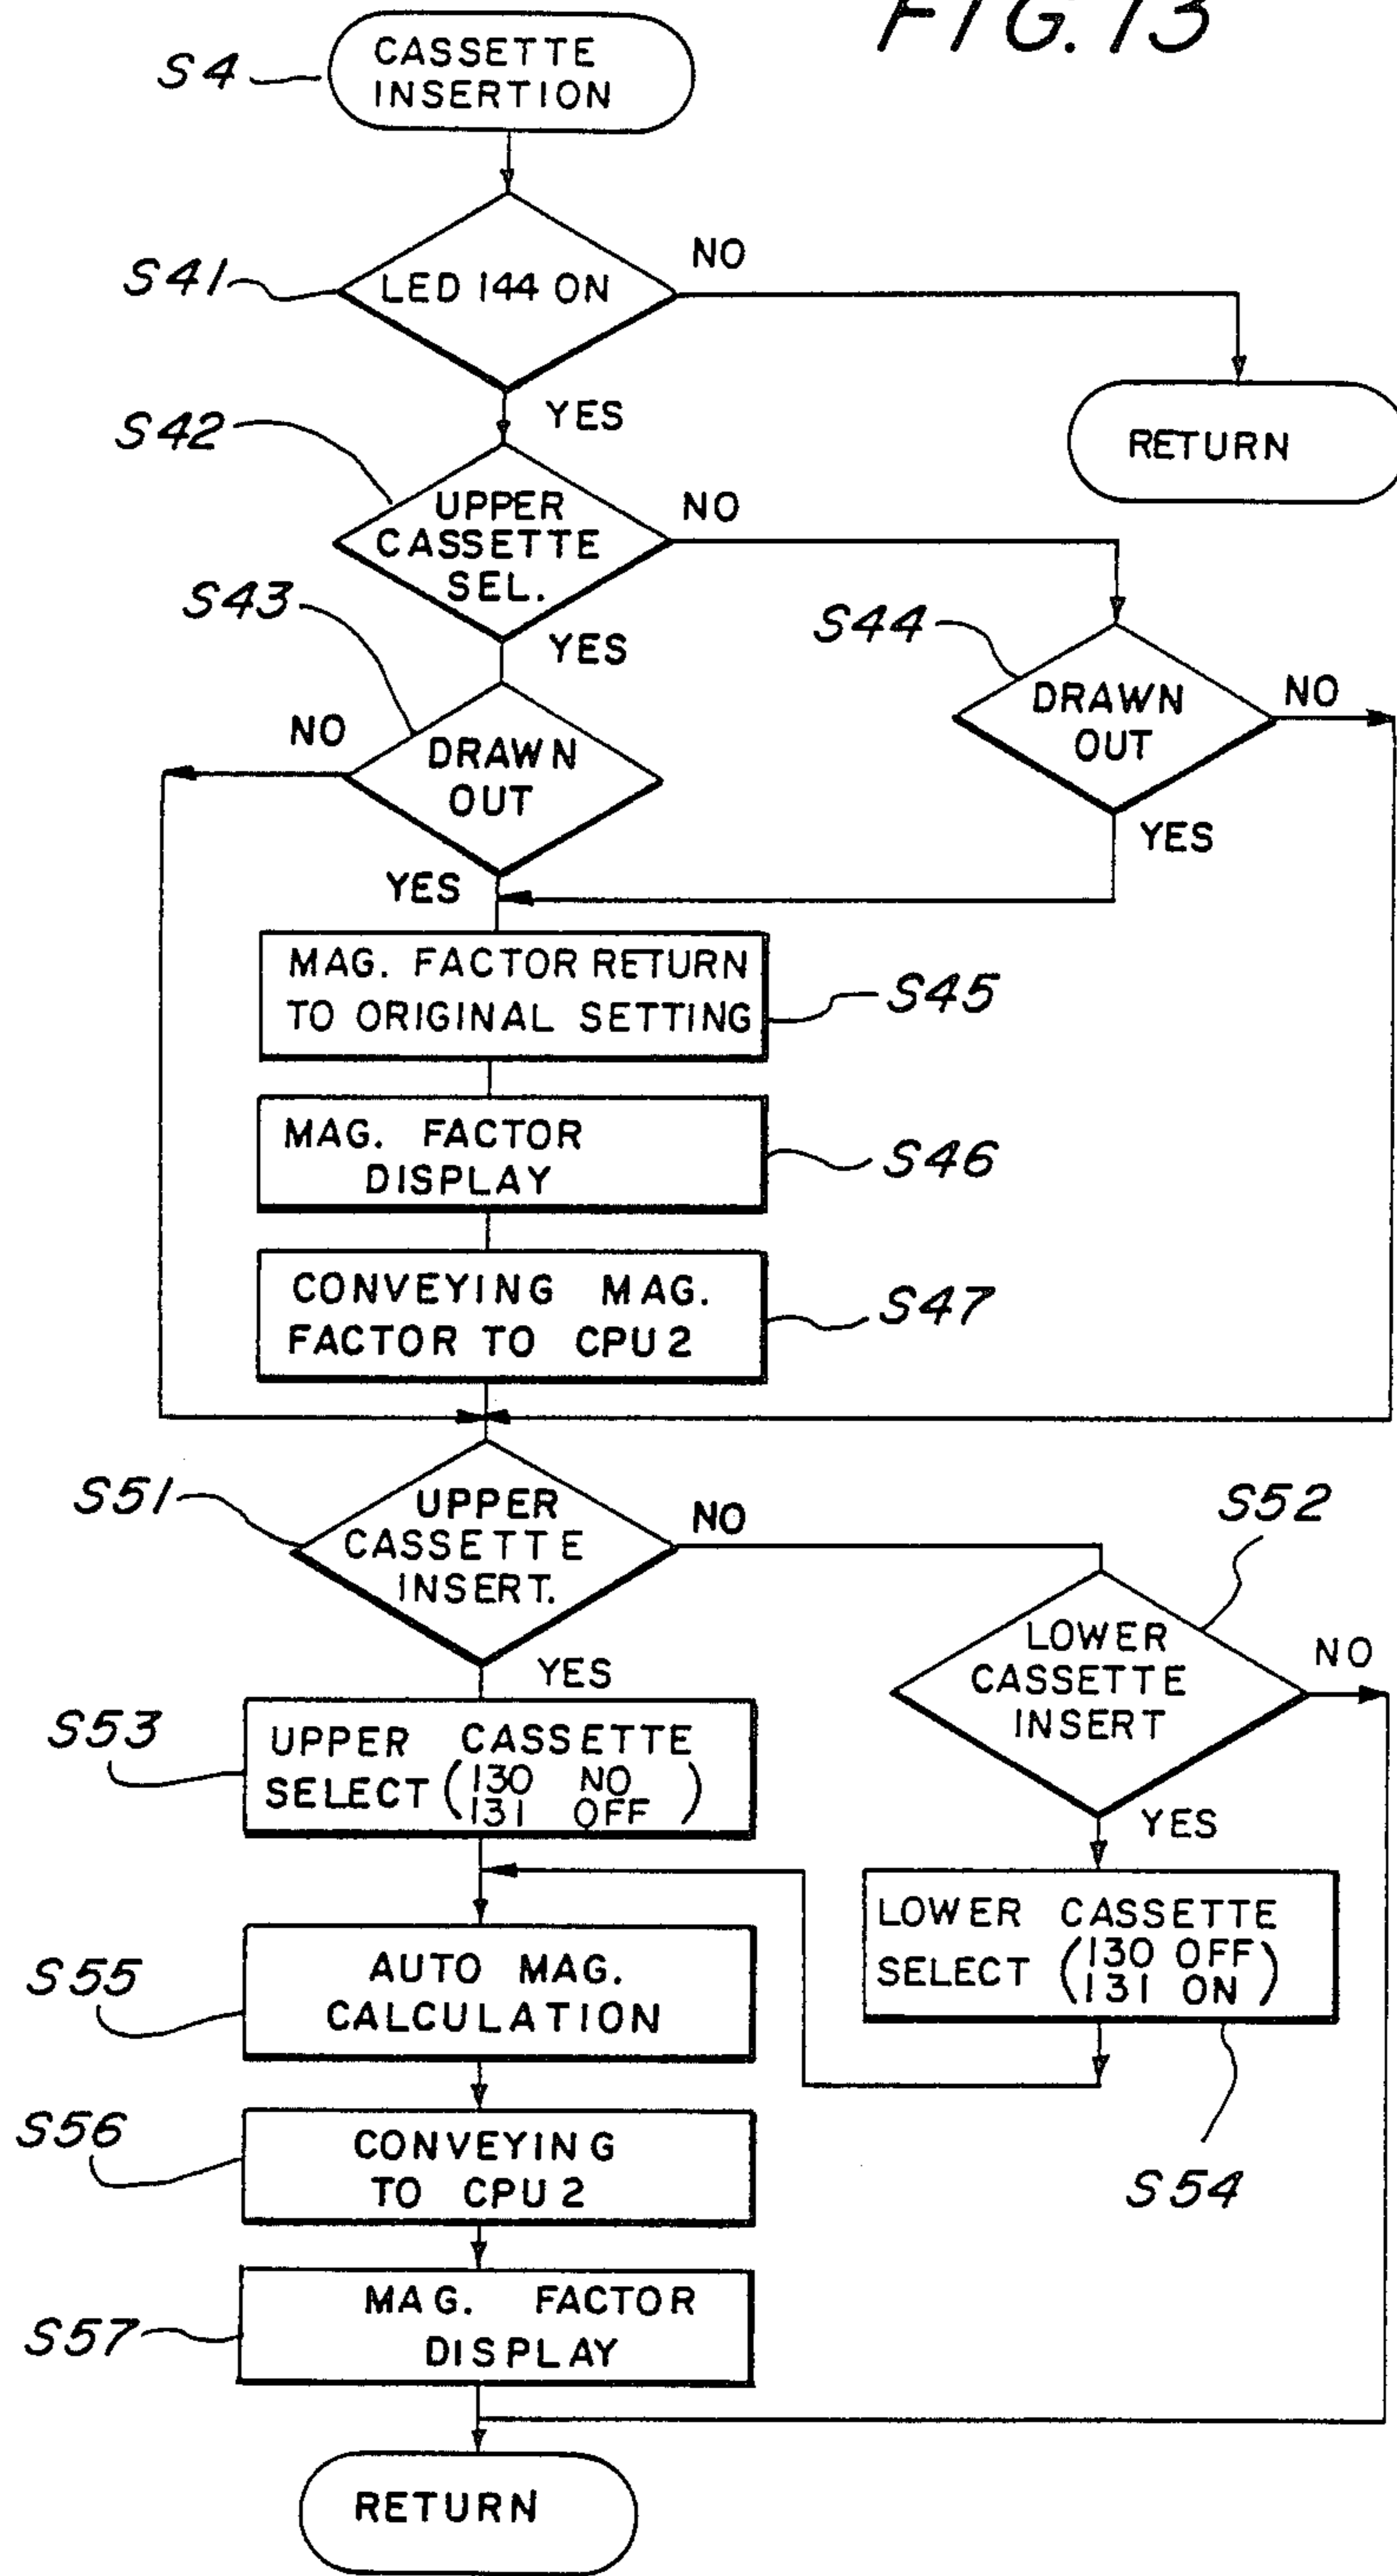 FIG. 13
S4
CASSETTE
INSERTION
S41
LED 144 ON
NO
YES
RETURN
S42
UPPER
CASSETTE
SEL.
NO
YES
S43
NO
DRAWN
OUT
YES
S44
DRAWN
OUT
NO
YES
MAG. FACTOR RETURN
TO ORIGINAL SETTING
S45
MAG. FACTOR
DISPLAY
S46
CONVEYING MAG.
FACTOR TO CPU 2
S47
S51
UPPER
CASSETTE
INSERT.
NO
YES
S52
LOWER
CASSETTE
INSERT
NO
YES
S53
UPPER CASSETTE
SELECT (130 NO
131 OFF)
LOWER CASSETTE
SELECT (130 OFF
131 ON)
S54
S55
AUTO MAG.
CALCULATION
S56
CONVEYING
TO CPU 2
S57
MAG. FACTOR
DISPLAY
RETURN